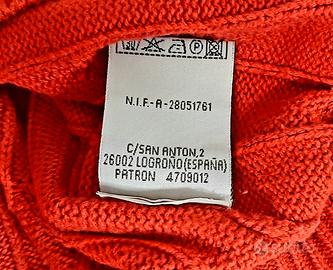 N.I.F.-A-28051761
C/SAN ANTON,2
26002 LOGROÑO(ESPAÑA)
PATRON 4709012